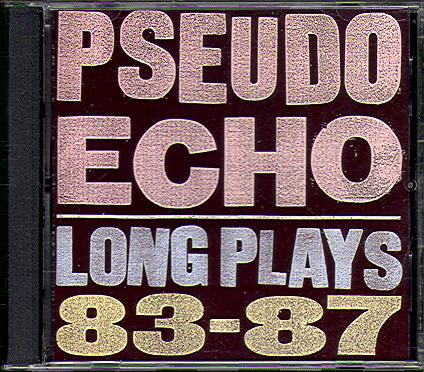 PSEUDO
ECHO
LONG PLAYS
83-87